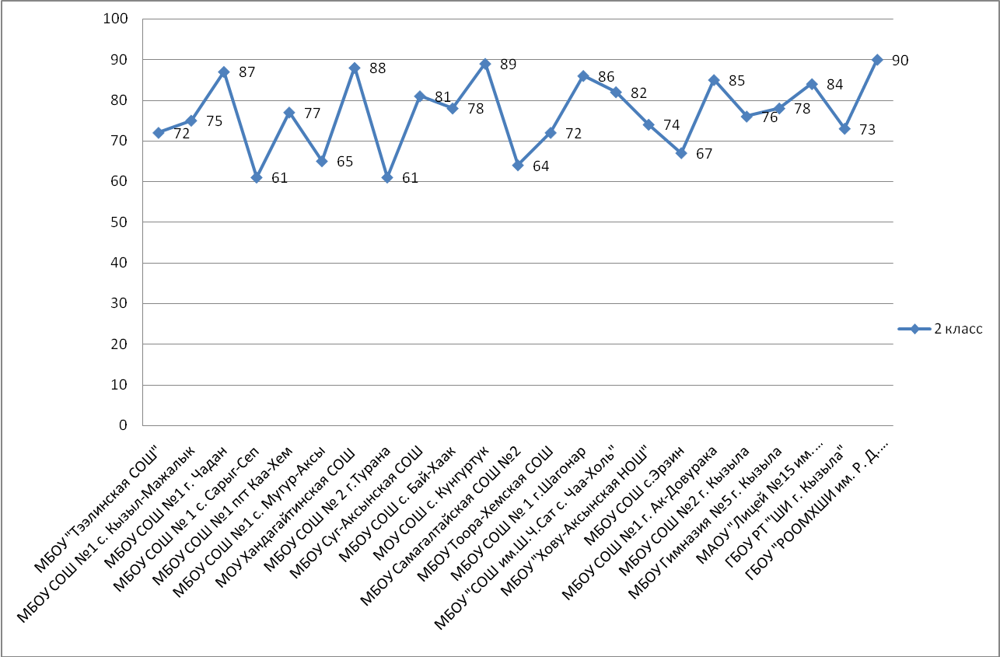 100
90
80
70
60
50
40
30
20
10
0
72
75
87
61
77
65
88
61
81
78
89
64
72
86
82
74
67
85
76
78
84
73
90
2 класс
МБОУ "Тээлинская СОШ"
МБОУ СОШ №1 с. Кызыл-Мажалык
МБОУ СОШ №1 г. Чадан
МБОУ СОШ № 1 с. Сарыг-Сеп
МБОУ СОШ №1 пгт Каа-Хем
МБОУ СОШ №1 с. Мугур-Аксы
МОУ Хандагайтинская СОШ
МБОУ СОШ № 2 г.Турана
МБОУ Суг-Аксынская СОШ
МБОУ СОШ с. Бай-Хаак
МОУ СОШ с. Кунгуртук
МБОУ Самагалтайская СОШ №2
МБОУ Тоора-Хемская СОШ
МБОУ СОШ № 1 г.Шагонар
МБОУ "СОШ им.Ш.Ч.Сат с. Чаа-Холь"
МБОУ "Хову-Аксынская НОШ"
МБОУ СОШ с.Эрзин
МБОУ СОШ №1 г. Ак-Довурака
МБОУ СОШ №2 г. Кызыла
МБОУ Гимназия №5 г. Кызыла
МАОУ "Лицей №15 им. …
ГБОУ РТ "ШИ г. Кызыла"
ГБОУ "РООМХШИ им. Р. Д. …